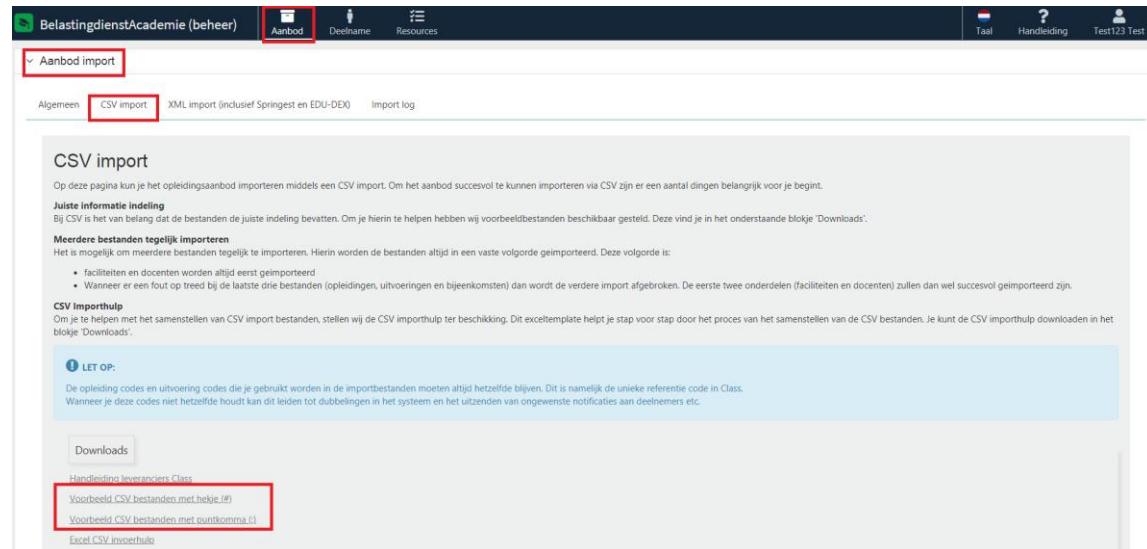 BelastingdienstAcademie (beheer)
Aanbod
Deelname
Resources
Taal
Handleiding
Test123 Test
Aanbod import
Algemeen CSV import XML import (inclusief Springest en EDU-DEX) Import log
CSV import
Op deze pagina kun je het opleidingsaanbod importeren middels een CSV import. Om het aanbod succesvol te kunnen importeren via CSV zijn er een aantal dingen belangrijk voor je begint.
Juiste informatie indeling
Bij CSV is het van belang dat de bestanden de juiste indeling bevatten. Om je hierin te helpen hebben wij voorbeeldbestanden beschikbaar gesteld. Deze vind je in het onderstaande blokje 'Downloads'.
Meerdere bestanden tegelijk importeren
Het is mogelijk om meerdere bestanden tegelijk te importeren. Hierin worden de bestanden altijd in een vaste volgorde geimporteerd. Deze volgorde is:
• faciliteiten en docenten worden altijd eerst geimporteerd
• Wanneer er een fout op treed bij de laatste drie bestanden (opleidingen, uitvoeringen en bijeenkomsten) dan wordt de verdere import afgebroken. De eerste twee onderdelen (faciliteiten en docenten) zullen dan wel succesvol geimporteerd zijn.
CSV Importhulp
Om je te helpen met het samenstellen van CSV import bestanden, stellen wij de CSV importhulp ter beschikking. Dit exceltemplate helpt je stap voor stap door het proces van het samenstellen van de CSV bestanden. Je kunt de CSV importhulp downloaden in het
blokje 'Downloads'.
LET OP:
De opleiding codes en uitvoering codes die je gebruikt worden in de importbestanden moeten altijd hetzelfde blijven. Dit is namelijk de unieke referentie code in Class.
Wanneer je deze codes niet hetzelfde houdt kan dit leiden tot dubbelingen in het systeem en het uitzenden van ongewenste notificaties aan deelnemers etc.
Downloads
Handleiding leveranciers Class
Voorbeeld CSV bestanden met hekje (#)
Voorbeeld CSV bestanden met puntkomma (;)
Excel CSV invoerhulp